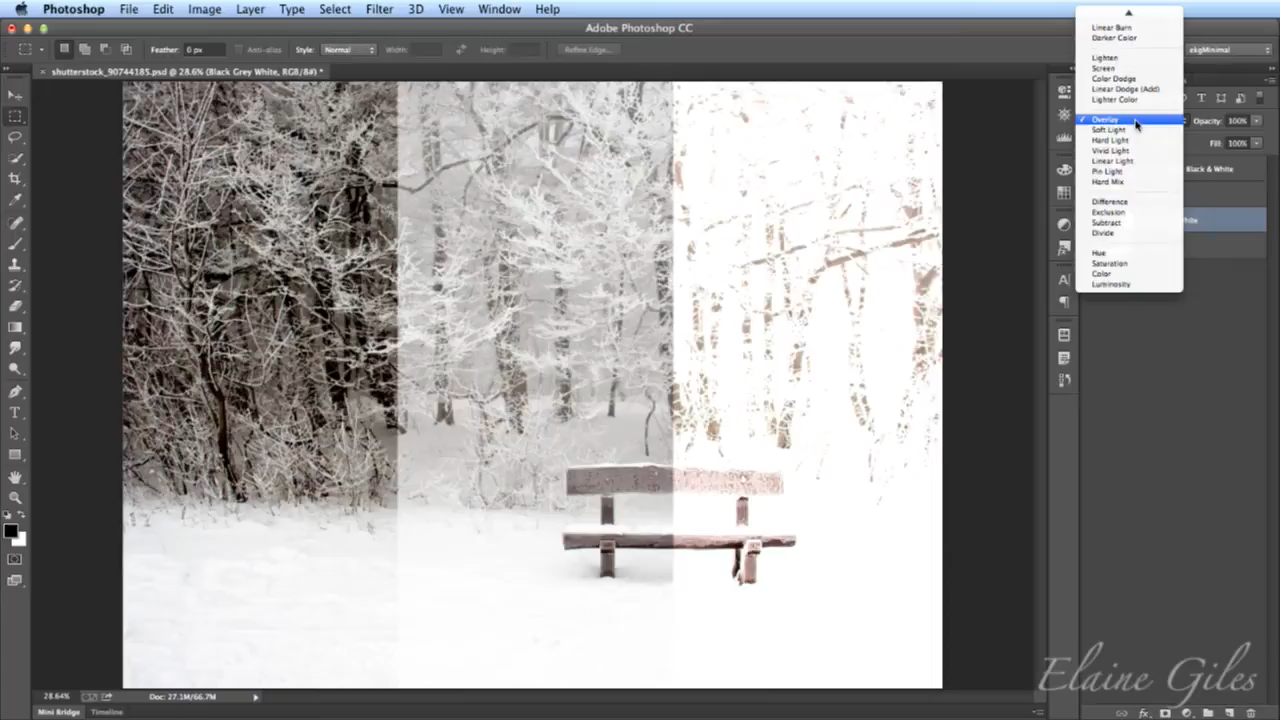 Photoshop File Edit Image Layer Type Select Filter 3D View Window Help
Adobe Photoshop CC
Feather: 0 px Anti-alias Style: Normal Width: Height: Refine Edge...
× shutterstock_90744185.psd @ 28.6% (Black Grey White, RGB/8#) *
Linear Burn
Darker Color
Lighten
Screen
Color Dodge
Linear Dodge (Add)
Lighter Color
✓ Overlay
Soft Light
Hard Light
Vivid Light
Linear Light
Pin Light
Hard Mix
Difference
Exclusion
Subtract
Divide
Hue
Saturation
Color
Luminosity
ekgMinimal
Opacity: 100%
Fill: 100%
Black & White
28.64% Doc: 27.1M/66.7M
Mini Bridge Timeline
Elaine Giles